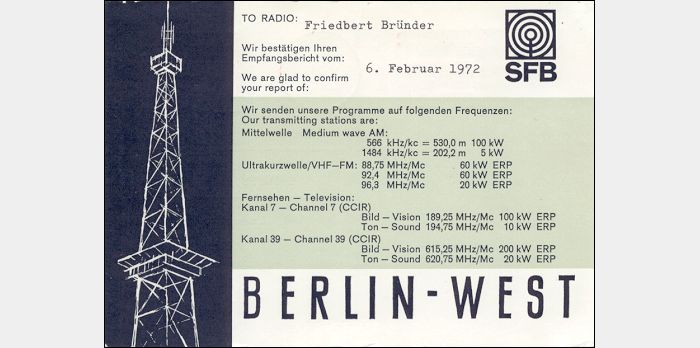 TO RADIO: Friedbert Bründer
SFB
Wir bestätigen Ihren
Empfangsbericht vom:
6. Februar 1972
We are glad to confirm
your report of:
Wir senden unsere Programme auf folgenden Frequenzen:
Our transmitting stations are:
Mittelwelle Medium wave AM:
566 kHz/kc = 530,0 m 100 kW
1484 kHz/kc = 202,2 m 5 kW
Ultrakurzwelle/VHF–FM: 88,75 MHz/Mc 60 kW ERP
92,4 MHz/Mc 60 kW ERP
96,3 MHz/Mc 20 kW ERP
Fernsehen – Television:
Kanal 7 – Channel 7 (CCIR)
Bild – Vision 189,25 MHz/Mc 100 kW ERP
Ton – Sound 194,75 MHz/Mc 10 kW ERP
Kanal 39 – Channel 39 (CCIR)
Bild – Vision 615,25 MHz/Mc 200 kW ERP
Ton – Sound 620,75 MHz/Mc 20 kW ERP
BERLIN-WEST